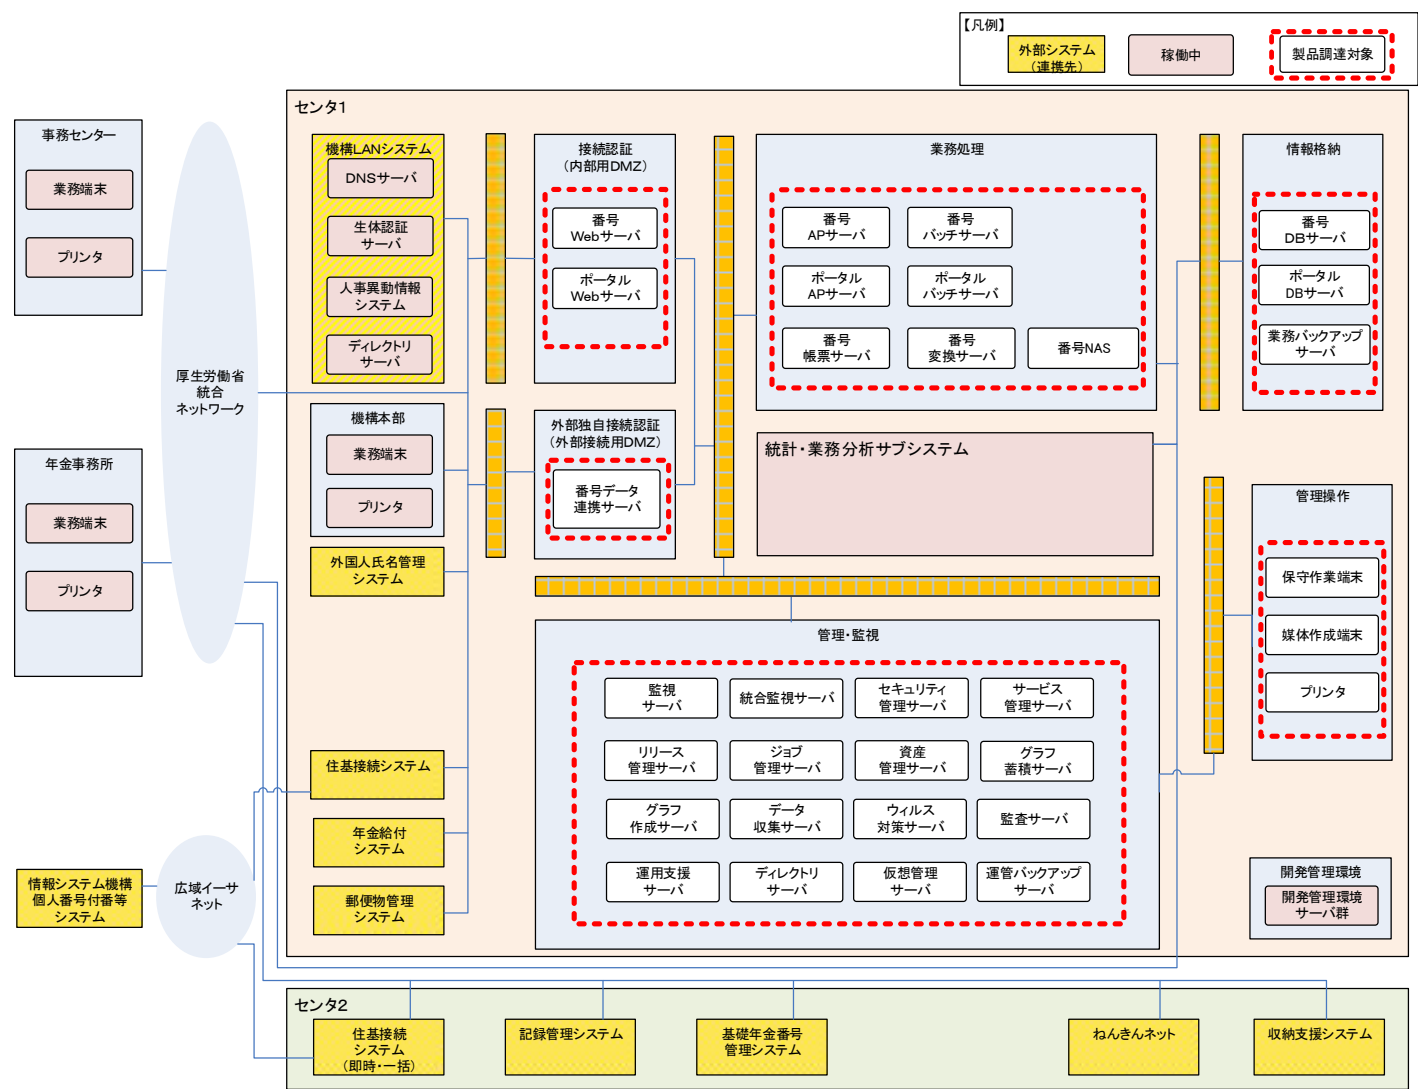 【凡例】
外部システム
(連携先)
稼働中
製品調達対象
センタ1
事務センター
業務端末
プリンタ
厚生労働省
統合
ネットワーク
年金事務所
業務端末
プリンタ
情報システム機構
個人番号付番等
システム
広域イーサ
ネット
機構LANシステム
DNSサーバ
生体認証
サーバ
人事異動情報
システム
ディレクトリ
サーバ
機構本部
業務端末
プリンタ
外国人氏名管理
システム
住基接続システム
年金給付
システム
郵便物管理
システム
接続認証
(内部用DMZ)
番号
Webサーバ
ポータル
Webサーバ
外部独自接続認証
(外部接続用DMZ)
番号データ
連携サーバ
業務処理
番号
APサーバ
番号
バッチサーバ
ポータル
APサーバ
ポータル
バッチサーバ
番号
帳票サーバ
番号
変換サーバ
番号NAS
統計・業務分析サブシステム
情報格納
番号
DBサーバ
ポータル
DBサーバ
業務バックアップ
サーバ
管理操作
保守作業端末
媒体作成端末
プリンタ
管理・監視
監視
サーバ
統合監視サーバ
セキュリティ
管理サーバ
サービス
管理サーバ
リリース
管理サーバ
ジョブ
管理サーバ
資産
管理サーバ
グラフ
蓄積サーバ
グラフ
作成サーバ
データ
収集サーバ
ウィルス
対策サーバ
監査サーバ
運用支援
サーバ
ディレクトリ
サーバ
仮想管理
サーバ
運管バックアップ
サーバ
開発管理環境
開発管理環境
サーバ群
センタ2
住基接続
システム
(即時・一括)
記録管理システム
基礎年金番号
管理システム
ねんきんネット
収納支援システム